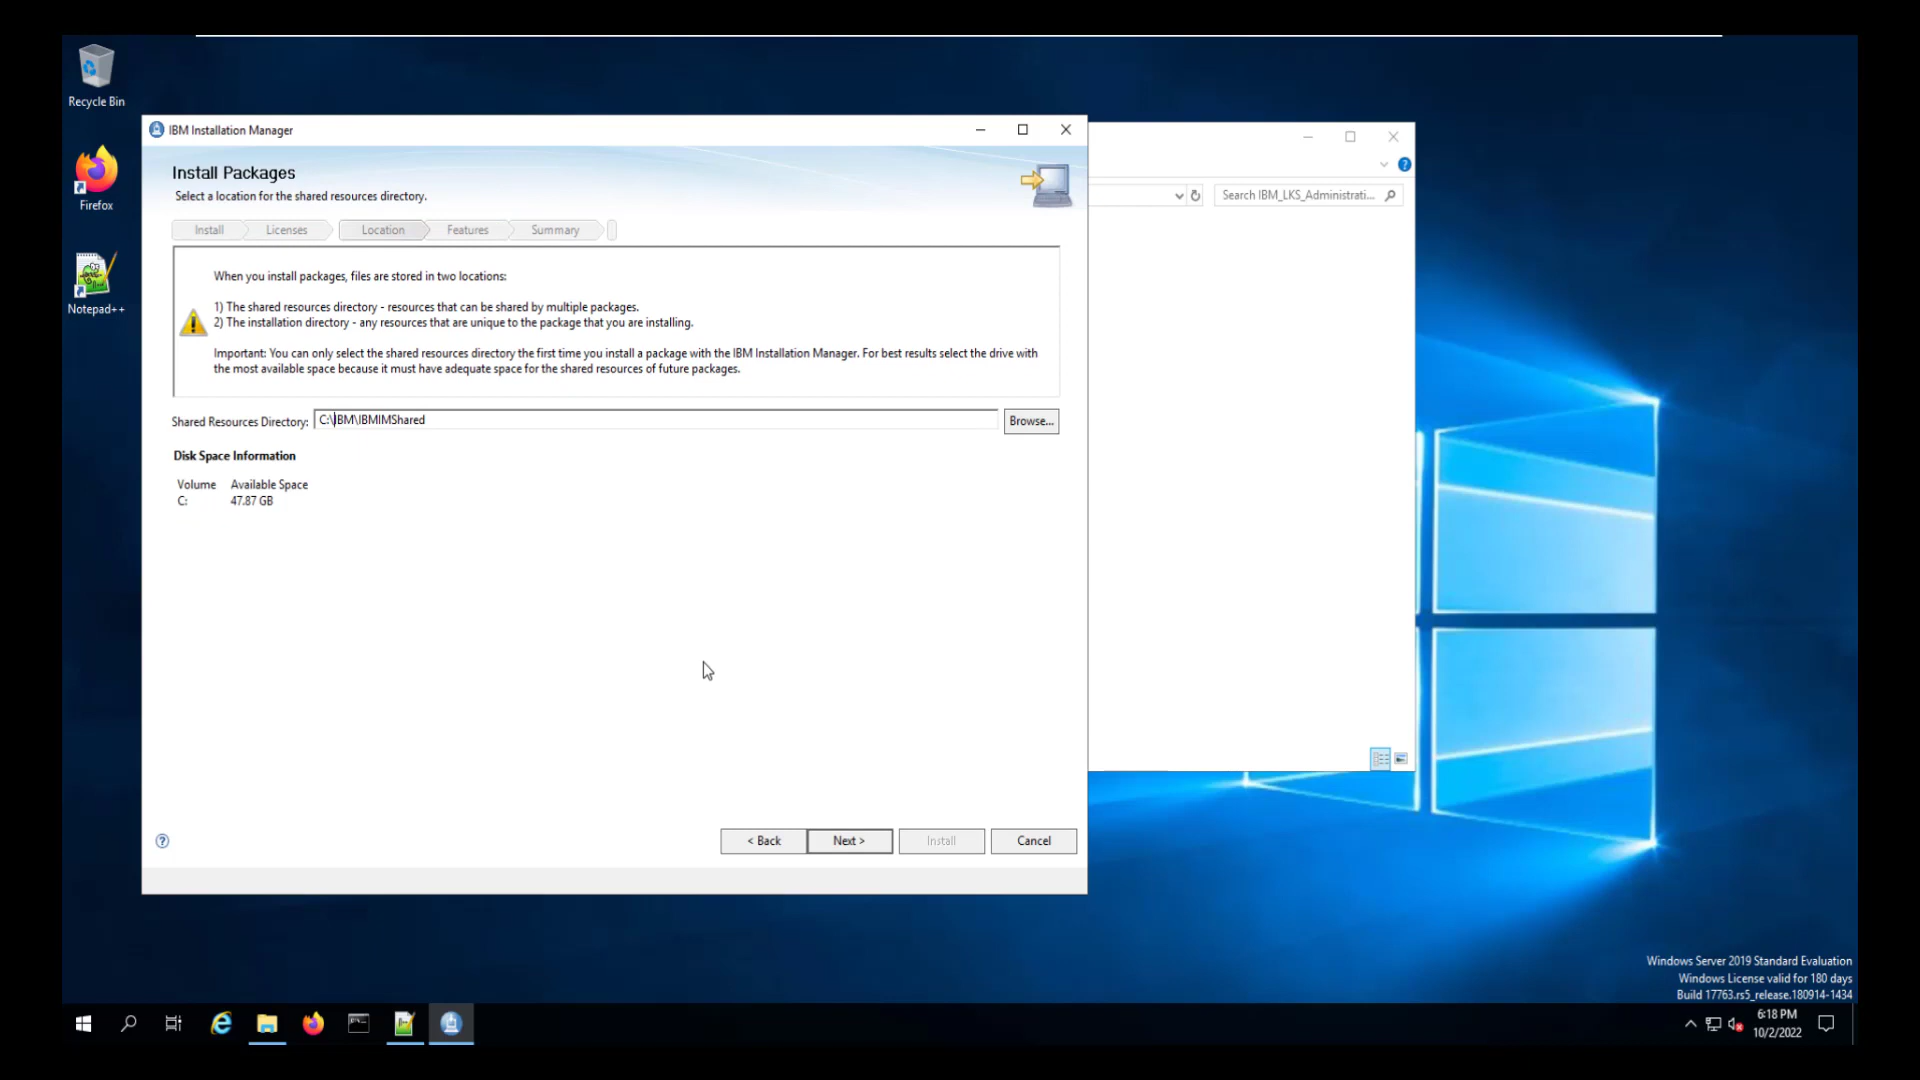 Recycle Bin
Firefox
Notepad++
IBM Installation Manager
Install Packages
Select a location for the shared resources directory.
Install Licenses Location Features Summary
When you install packages, files are stored in two locations:
1) The shared resources directory - resources that can be shared by multiple packages.
2) The installation directory - any resources that are unique to the package that you are installing.
Important: You can only select the shared resources directory the first time you install a package with the IBM Installation Manager. For best results select the drive with
the most available space because it must have adequate space for the shared resources of future packages.
Shared Resources Directory: C:\IBM\IBMIMShared Browse...
Disk Space Information
Volume Available Space
C: 47.87 GB
< Back Next > Install Cancel
Search IBM_LKS_Administrati...
Windows Server 2019 Standard Evaluation
Windows License valid for 180 days
Build 17763.rs5_release.180914-1434
6:18 PM
10/2/2022